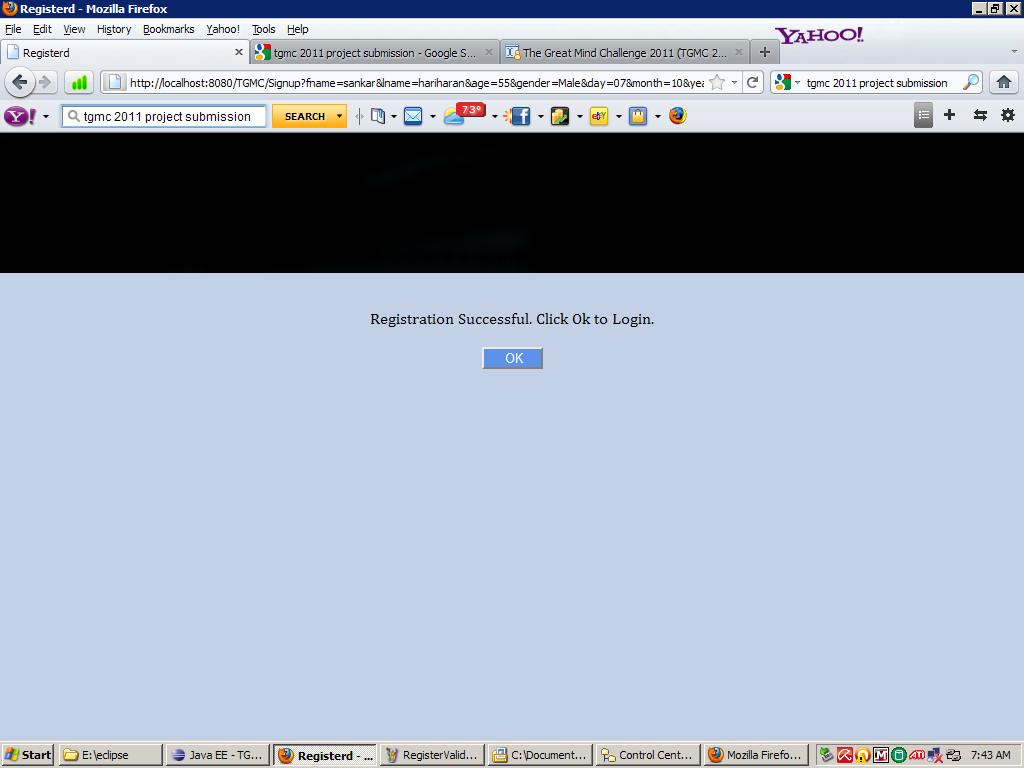 Registerd - Mozilla Firefox
File Edit View History Bookmarks Yahoo! Tools Help
YAHOO!
Registerd
tgmc 2011 project submission - Google S...
The Great Mind Challenge 2011 (TGMC 2...
http://localhost:8080/TGMC/Signup?fname=sankar&lname=hariharan&age=55&gender=Male&day=07&month=10&yea
tgmc 2011 project submission
Y! tgmc 2011 project submission SEARCH 73° ebY
Registration Successful. Click Ok to Login.
OK
Start E:\eclipse Java EE - TG... Registerd - ... RegisterValid... C:\Document... Control Cent... Mozilla Firefo... 7:43 AM